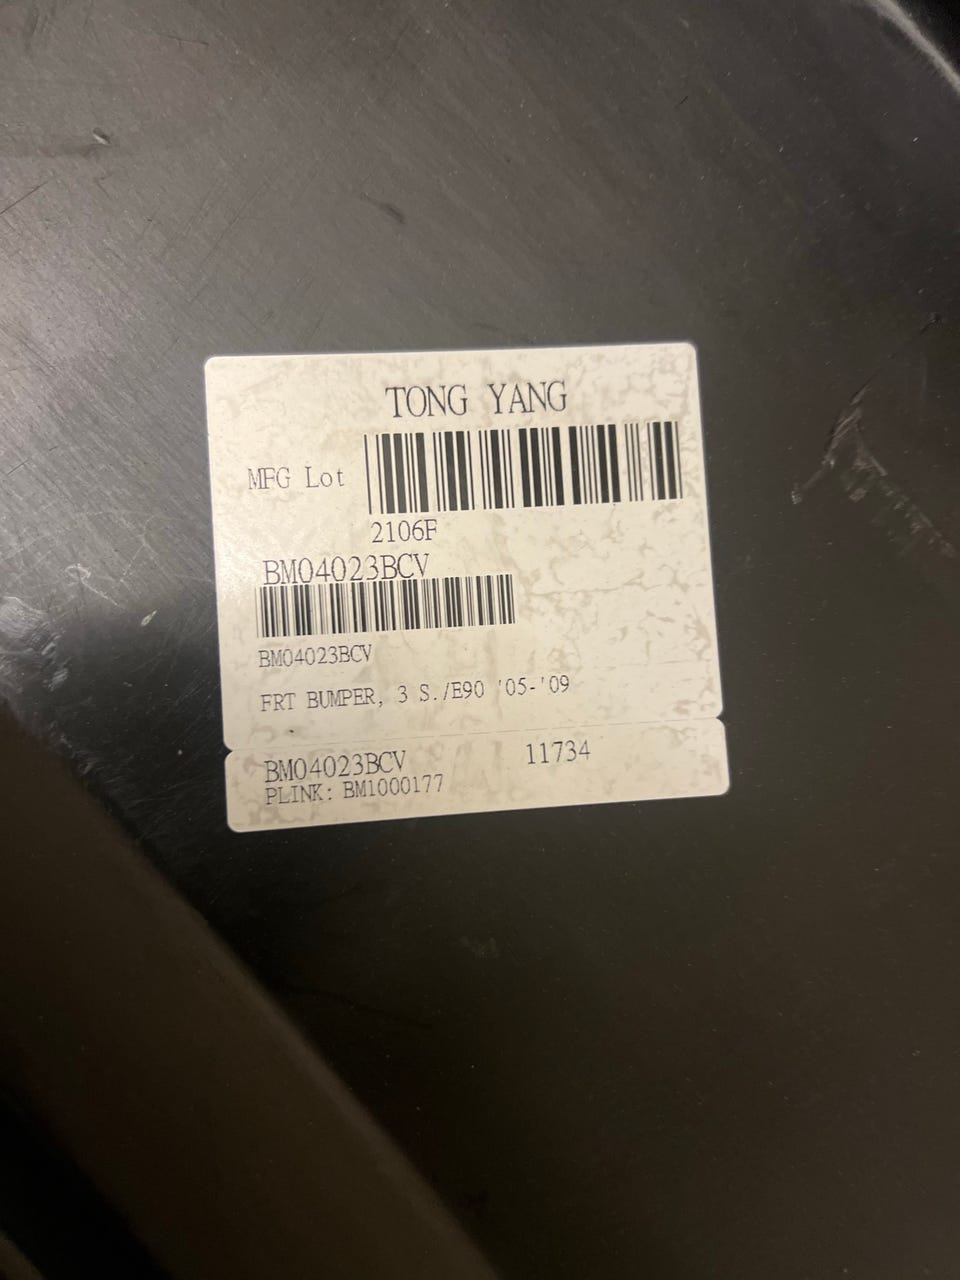 TONG YANG
MFG Lot
2106F
BM04023BCV
BM04023BCV
FRT BUMPER, 3 S./E90 '05-'09
BM04023BCV 11734
PLINK: BM1000177